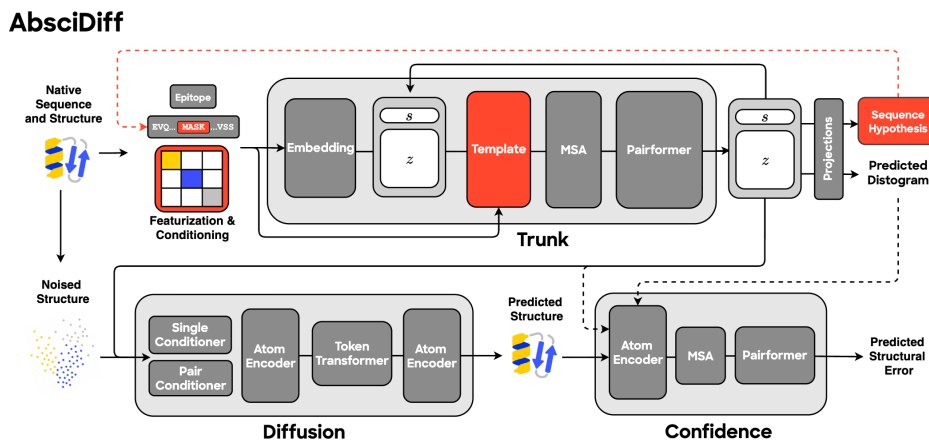 AbsciDiff
Native
Sequence
and Structure
Epitope
EVQ... MASK ...VSS
Featurization &
Conditioning
Embedding
s
z
Template
MSA
Pairformer
Trunk
s
z
Projections
Sequence
Hypothesis
Predicted
Distogram
Noised
Structure
Single
Conditioner
Pair
Conditioner
Atom
Encoder
Token
Transformer
Atom
Encoder
Diffusion
Predicted
Structure
Atom
Encoder
MSA
Pairformer
Confidence
Predicted
Structural
Error